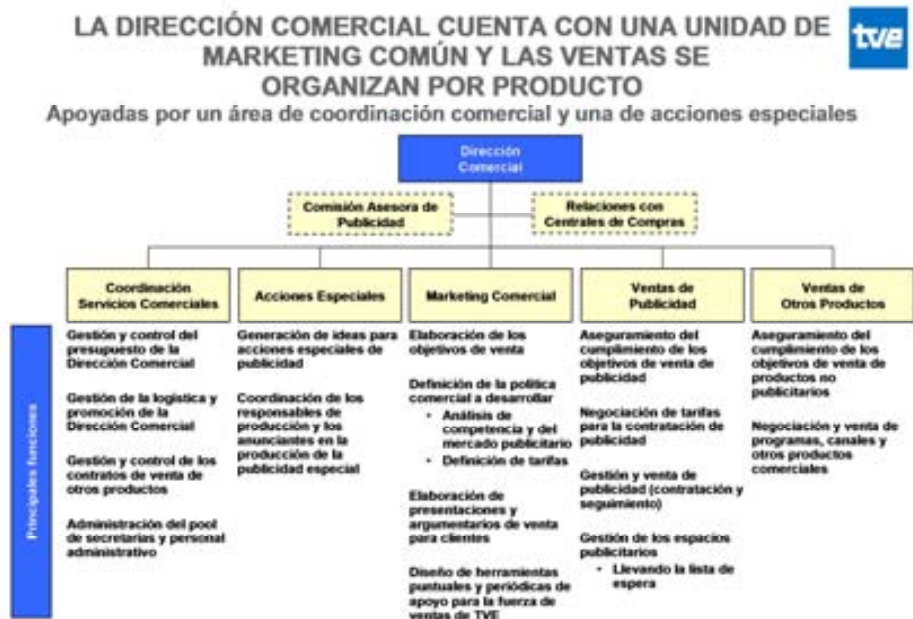 LA DIRECCIÓN COMERCIAL CUENTA CON UNA UNIDAD DE
MARKETING COMÚN Y LAS VENTAS SE
ORGANIZAN POR PRODUCTO
tve
Apoyadas por un área de coordinación comercial y una de acciones especiales
Dirección
Comercial
Comisión Asesora de
Publicidad
Relaciones con
Centrales de Compras
Coordinación
Servicios Comerciales
Acciones Especiales
Marketing Comercial
Ventas de
Publicidad
Ventas de
Otros Productos
Principales funciones
Gestión y control del
presupuesto de la
Dirección Comercial
Gestión de la logística y
promoción de la
Dirección Comercial
Gestión y control de los
contratos de venta de
otros productos
Administración del pool
de secretarias y personal
administrativo
Generación de ideas para
acciones especiales de
publicidad
Coordinación de los
responsables de
producción y los
anunciantes en la
producción de la
publicidad especial
Elaboración de los
objetivos de venta
Definición de la política
comercial a desarrollar
• Análisis de
competencia y del
mercado publicitario
• Definición de tarifas
Elaboración de
presentaciones y
argumentarios de venta
para clientes
Diseño de herramientas
puntuales y periódicas de
apoyo para la fuerza de
ventas de TVE
Aseguramiento del
cumplimiento de los
objetivos de venta de
publicidad
Negociación de tarifas
para la contratación de
publicidad
Gestión y venta de
publicidad (contratación y
seguimiento)
Gestión de los espacios
publicitarios
• Llevando la lista de
espera
Aseguramiento del
cumplimiento de los
objetivos de venta de
productos no
publicitarios
Negociación y venta de
programas, canales y
otros productos
comerciales